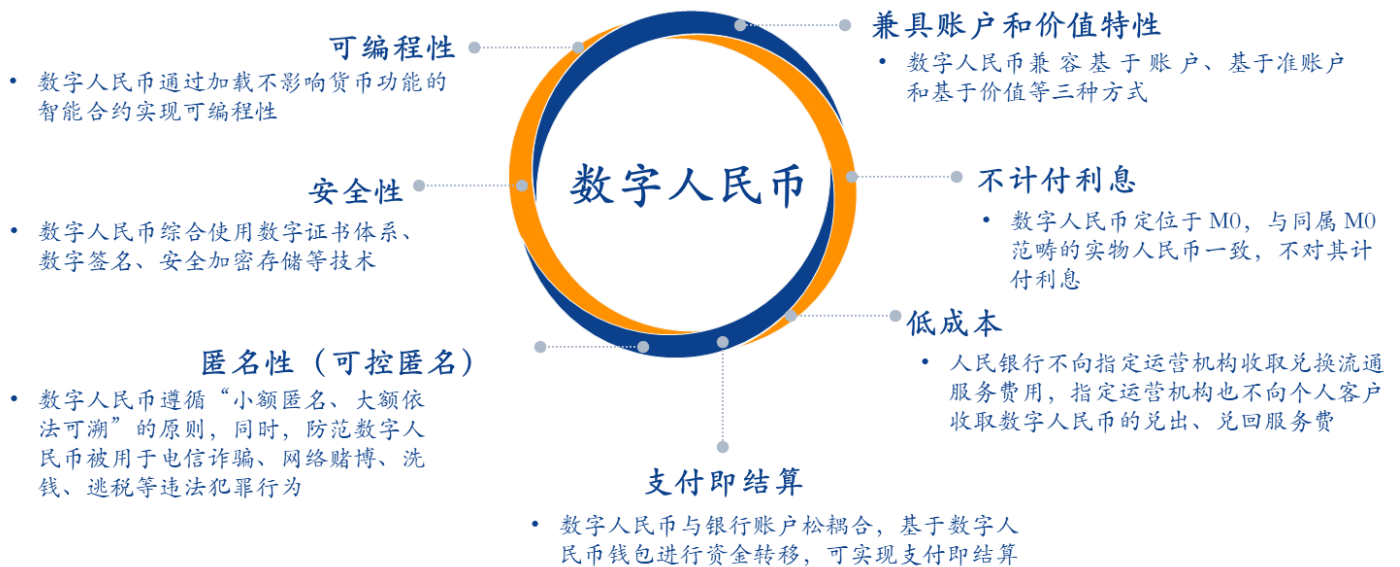 数字人民币
可编程性
• 数字人民币通过加载不影响货币功能的
智能合约实现可编程性
安全性
• 数字人民币综合使用数字证书体系、
数字签名、安全加密存储等技术
匿名性（可控匿名）
• 数字人民币遵循“小额匿名、大额依
法可溯”的原则，同时，防范数字人
民币被用于电信诈骗、网络赌博、洗
钱、逃税等违法犯罪行为
兼具账户和价值特性
• 数字人民币兼容基于账户、基于准账户
和基于价值等三种方式
不计付利息
• 数字人民币定位于M0，与同属M0
范畴的实物人民币一致，不对其计
付利息
低成本
• 人民银行不向指定运营机构收取兑换流通
服务费用，指定运营机构也不向个人客户
收取数字人民币的兑出、兑回服务费
支付即结算
• 数字人民币与银行账户松耦合，基于数字人
民币钱包进行资金转移，可实现支付即结算